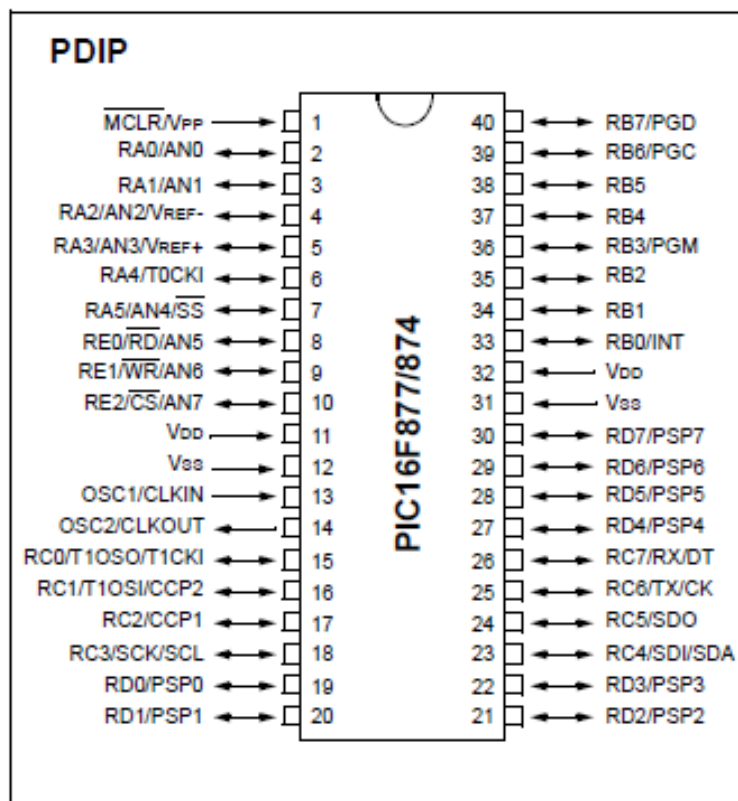 PDIP
MCLR/VPP 1 40 RB7/PGD
RA0/AN0 2 39 RB6/PGC
RA1/AN1 3 38 RB5
RA2/AN2/VREF- 4 37 RB4
RA3/AN3/VREF+ 5 36 RB3/PGM
RA4/T0CKI 6 35 RB2
RA5/AN4/SS 7 34 RB1
RE0/RD/AN5 8 33 RB0/INT
RE1/WR/AN6 9 32 VDD
RE2/CS/AN7 10 31 VSS
VDD 11 30 RD7/PSP7
VSS 12 29 RD6/PSP6
OSC1/CLKIN 13 28 RD5/PSP5
OSC2/CLKOUT 14 27 RD4/PSP4
RC0/T1OSO/T1CKI 15 26 RC7/RX/DT
RC1/T1OSI/CCP2 16 25 RC6/TX/CK
RC2/CCP1 17 24 RC5/SDO
RC3/SCK/SCL 18 23 RC4/SDI/SDA
RD0/PSP0 19 22 RD3/PSP3
RD1/PSP1 20 21 RD2/PSP2
PIC16F877/874